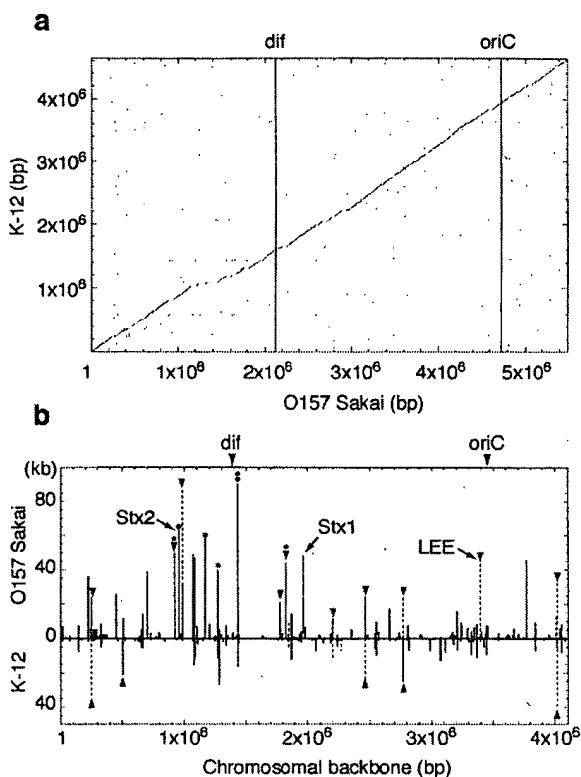 a
dif oriC
4x10⁶
3x10⁶
2x10⁶
1x10⁶
K-12 (bp)
1 1x10⁶ 2x10⁶ 3x10⁶ 4x10⁶ 5x10⁶
O157 Sakai (bp)
b
dif oriC
(kb)
80
40
0
40
O157 Sakai
K-12
Stx2
Stx1
LEE
1 1x10⁶ 2x10⁶ 3x10⁶ 4x10⁶
Chromosomal backbone (bp)